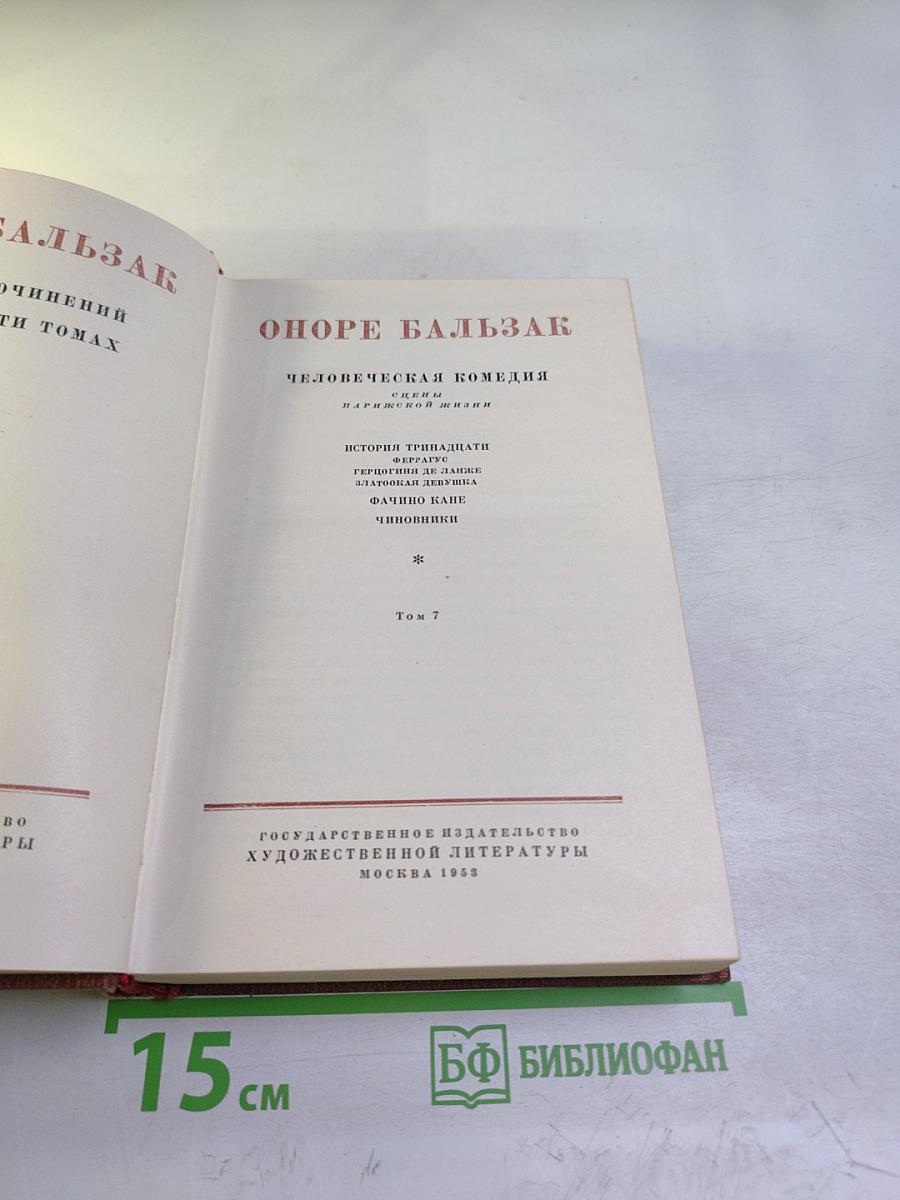 БАЛЬЗАК
ОЧИНЕНИЙ
ТИ ТОМАХ
ВО
РЫ
ОНОРЕ БАЛЬЗАК
ЧЕЛОВЕЧЕСКАЯ КОМЕДИЯ
СЦЕНЫ
ПАРИЖСКОЙ ЖИЗНИ
ИСТОРИЯ ТРИНАДЦАТИ
ФЕРРАГУС
ГЕРЦОГИНЯ ДЕ ЛАНЖЕ
ЗЛАТООКАЯ ДЕВУШКА
ФАЧИНО КАНЕ
ЧИНОВНИКИ
*
Том 7
ГОСУДАРСТВЕННОЕ ИЗДАТЕЛЬСТВО
ХУДОЖЕСТВЕННОЙ ЛИТЕРАТУРЫ
МОСКВА 1953
15 см
БФ БИБЛИОФАН